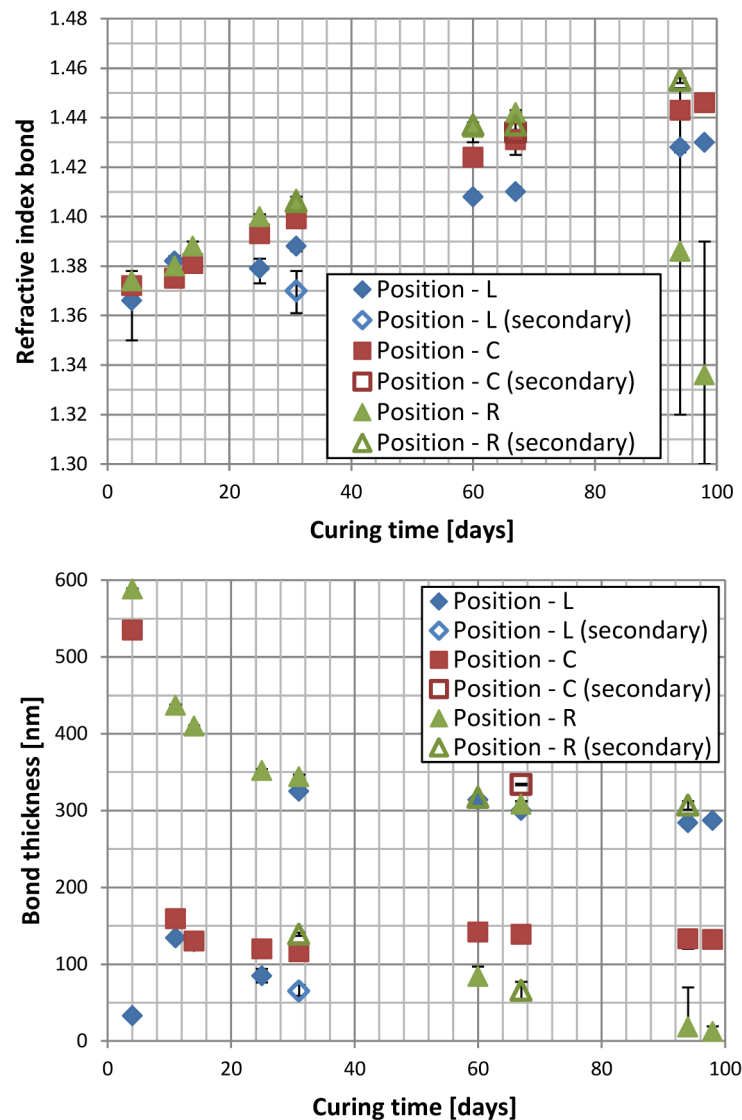 1.48
1.46
1.44
1.42
1.40
1.38
1.36
1.34
1.32
1.30
Refractive index bond
Position - L
Position - L (secondary)
Position - C
Position - C (secondary)
Position - R
Position - R (secondary)
0 20 40 60 80 100
Curing time [days]
600
500
400
300
200
100
0
Bond thickness [nm]
Position - L
Position - L (secondary)
Position - C
Position - C (secondary)
Position - R
Position - R (secondary)
0 20 40 60 80 100
Curing time [days]